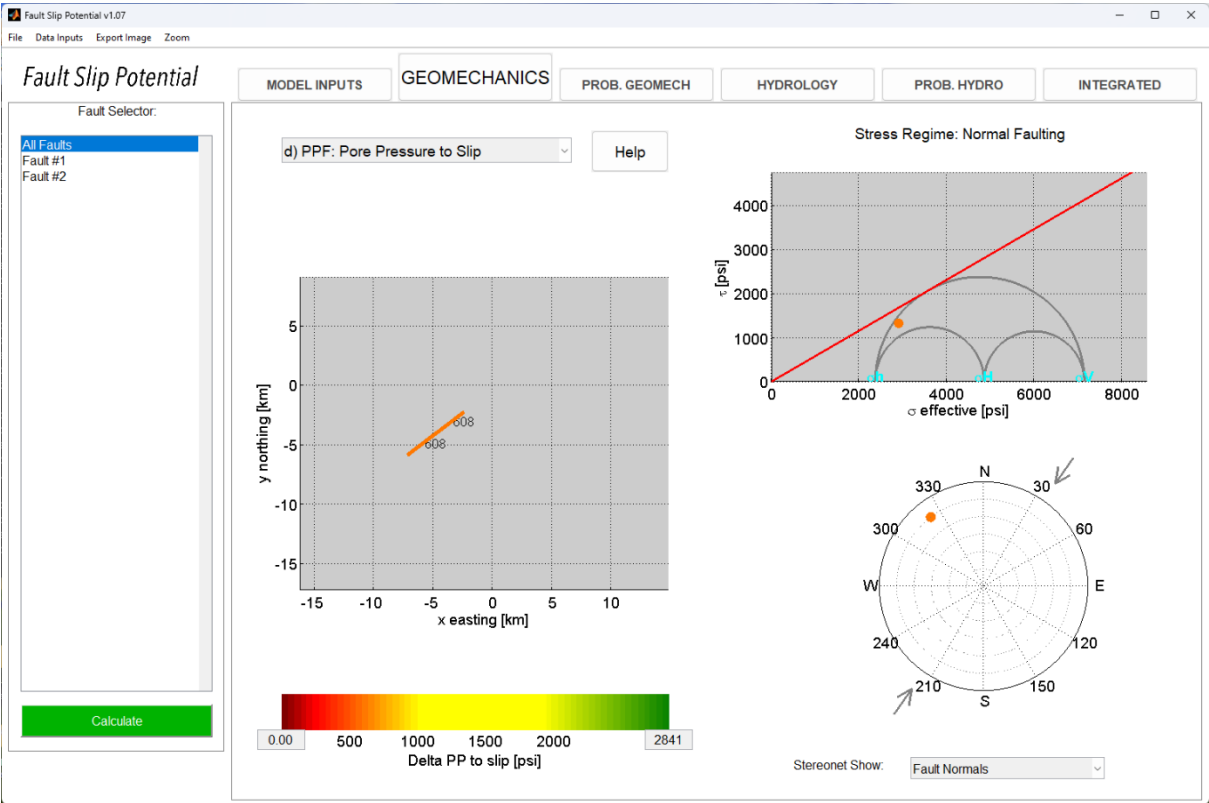 Fault Slip Potential v1.07
File Data Inputs Export Image Zoom
Fault Slip Potential
MODEL INPUTS
GEOMECHANICS
PROB. GEOMECH
HYDROLOGY
PROB. HYDRO
INTEGRATED
Fault Selector:
All Faults
Fault #1
Fault #2
Calculate
d) PPF: Pore Pressure to Slip
Help
y northing [km]
5
0
-5
-10
-15
608
608
-15 -10 -5 0 5 10
x easting [km]
0.00 500 1000 1500 2000 2841
Delta PP to slip [psi]
Stress Regime: Normal Faulting
τ [psi]
4000
3000
2000
1000
0
σH σV
0 2000 4000 6000 8000
σ effective [psi]
N
330 30
300 60
W E
240 120
210 150
S
Stereonet Show:
Fault Normals